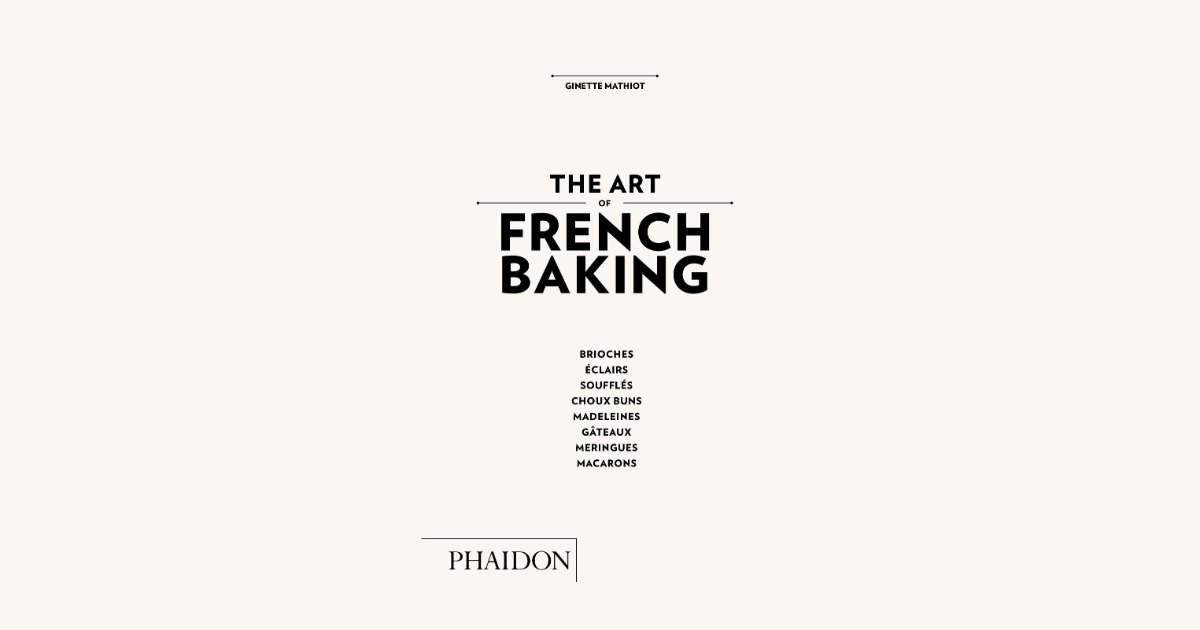 GINETTE MATHIOT
THE ART
OF
FRENCH
BAKING
BRIOCHES
ÉCLAIRS
SOUFFLÉS
CHOUX BUNS
MADELEINES
GÂTEAUX
MERINGUES
MACARONS
PHAIDON